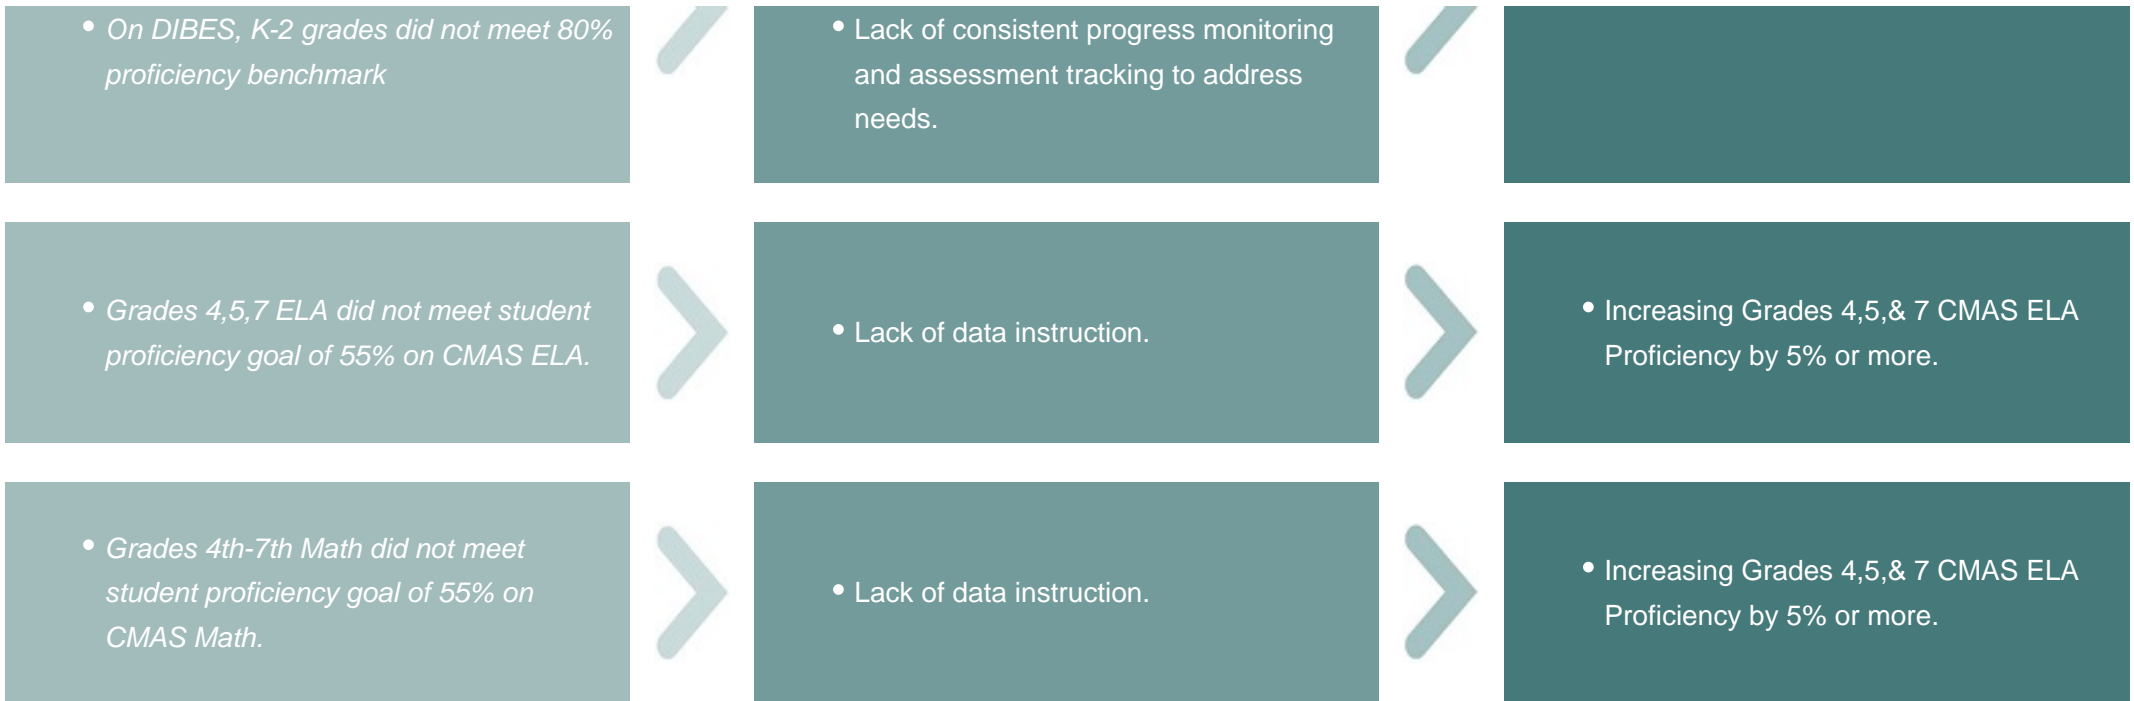 • On DIBES, K-2 grades did not meet 80%
proficiency benchmark
• Lack of consistent progress monitoring
and assessment tracking to address
needs.
• Grades 4,5,7 ELA did not meet student
proficiency goal of 55% on CMAS ELA.
• Lack of data instruction.
• Increasing Grades 4,5,& 7 CMAS ELA
Proficiency by 5% or more.
• Grades 4th-7th Math did not meet
student proficiency goal of 55% on
CMAS Math.
• Lack of data instruction.
• Increasing Grades 4,5,& 7 CMAS ELA
Proficiency by 5% or more.